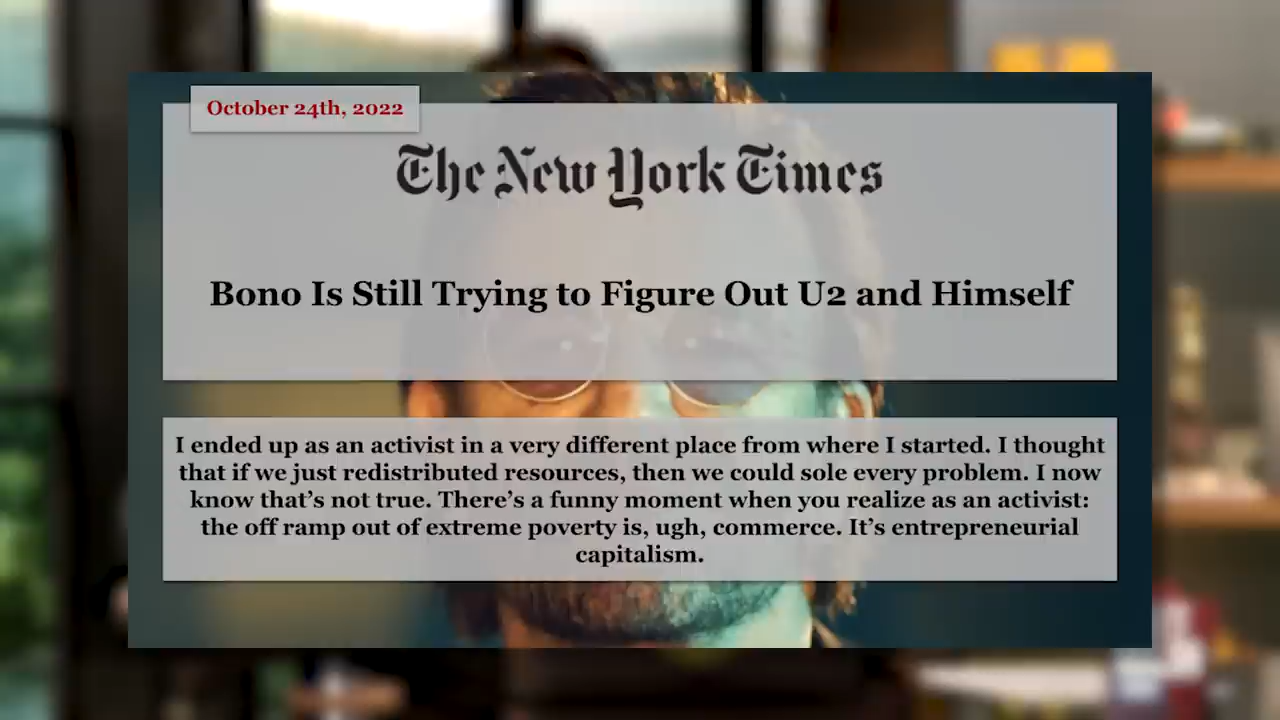 October 24th, 2022
The New York Times
Bono Is Still Trying to Figure Out U2 and Himself
I ended up as an activist in a very different place from where I started. I thought
that if we just redistributed resources, then we could sole every problem. I now
know that’s not true. There’s a funny moment when you realize as an activist:
the off ramp out of extreme poverty is, ugh, commerce. It’s entrepreneurial
capitalism.